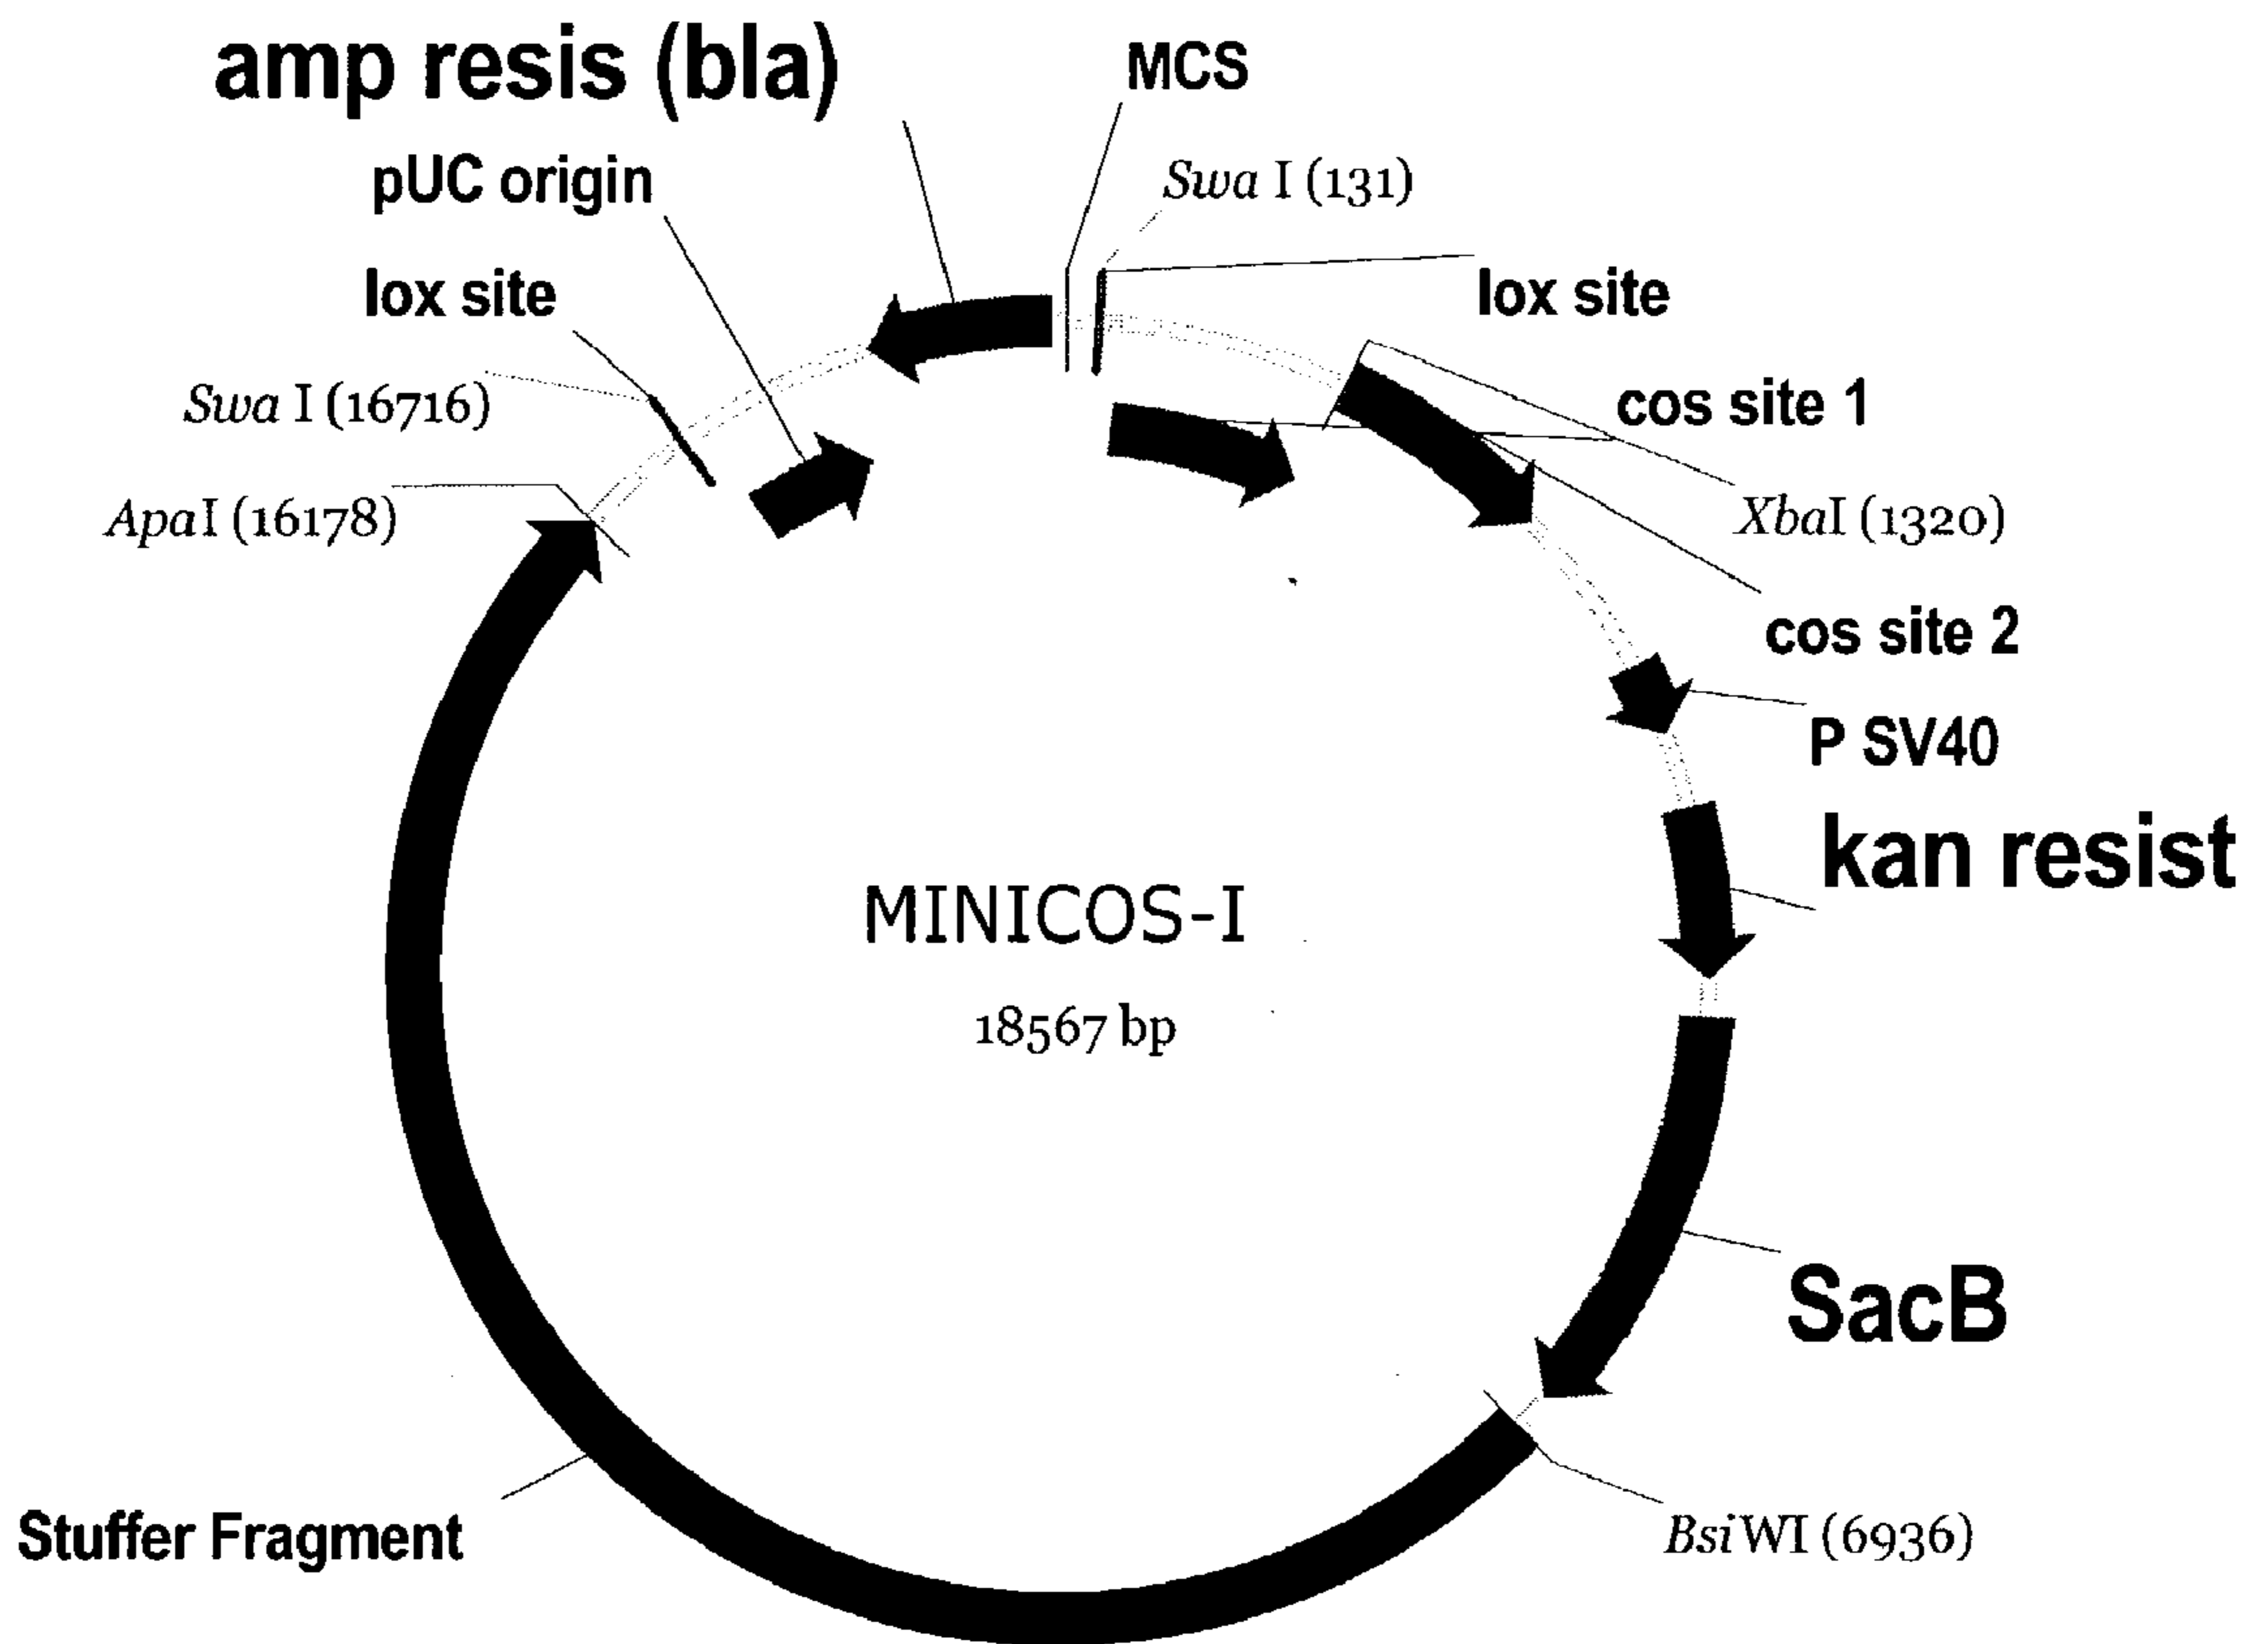 amp resis (bla)
MCS
pUC origin
Swa I (131)
lox site
lox site
Swa I (16716)
cos site 1
ApaI (16178)
XbaI (1320)
cos site 2
P SV40
kan resist
MINICOS-I
18567 bp
SacB
Stuffer Fragment
BsiWI (6936)